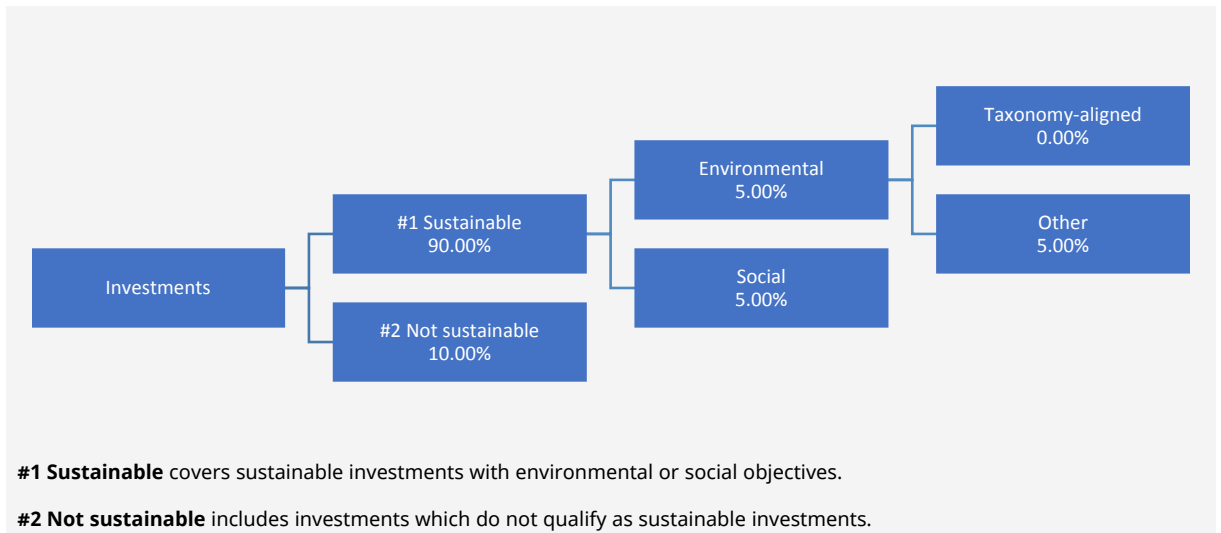 Investments
#1 Sustainable
90.00%
#2 Not sustainable
10.00%
Environmental
5.00%
Social
5.00%
Taxonomy-aligned
0.00%
Other
5.00%
#1 Sustainable covers sustainable investments with environmental or social objectives.
#2 Not sustainable includes investments which do not qualify as sustainable investments.